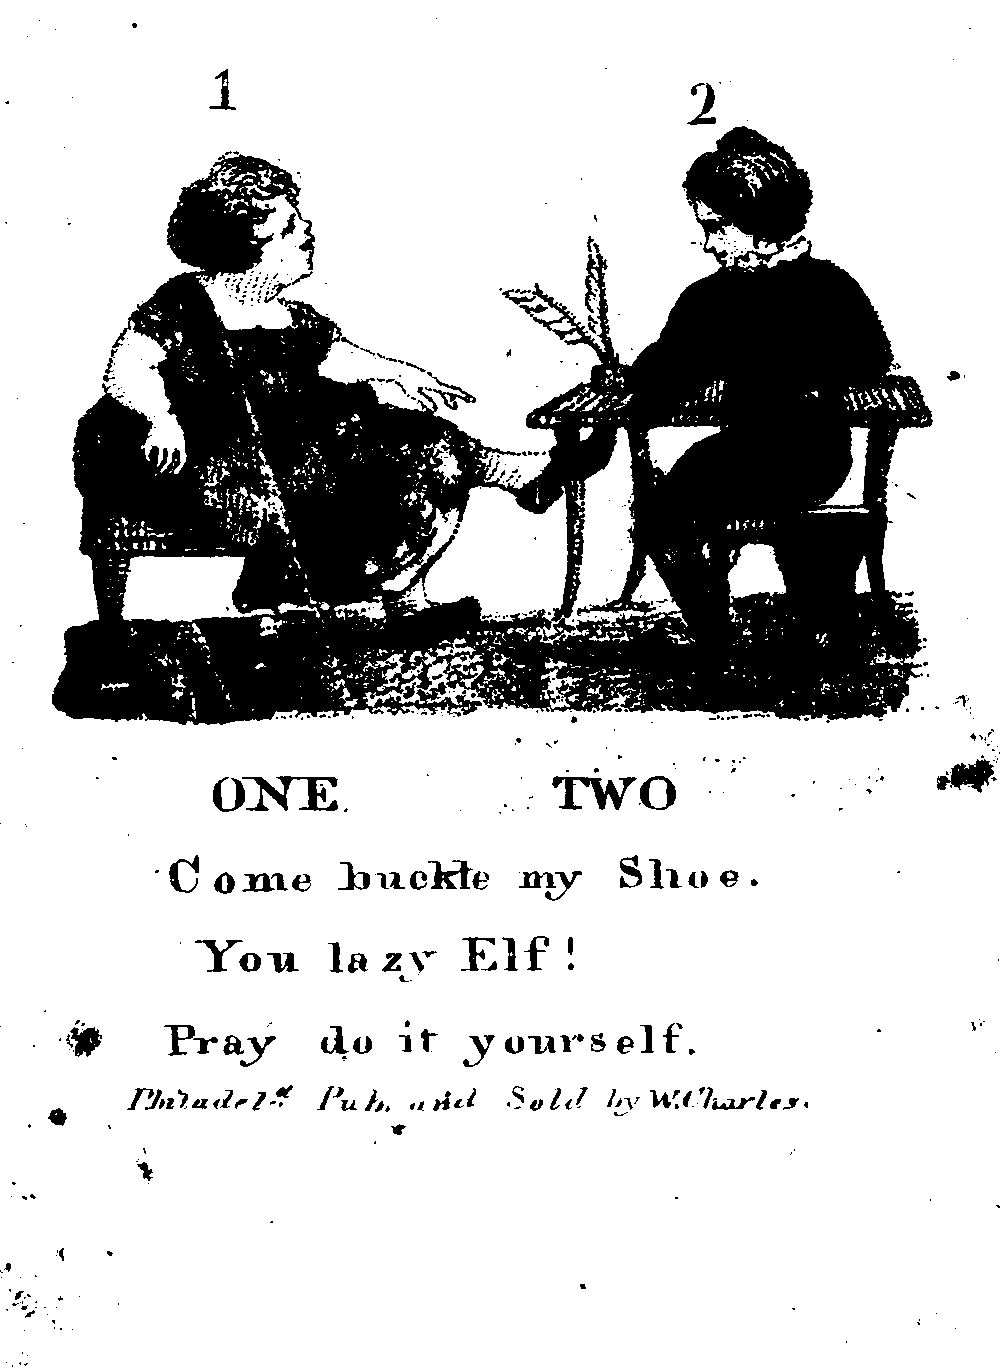 1 2
ONE TWO
Come buckle my Shoe.
You lazy Elf!
Pray do it yourself.
Philadel.ª Pub. and Sold by W. Charles.